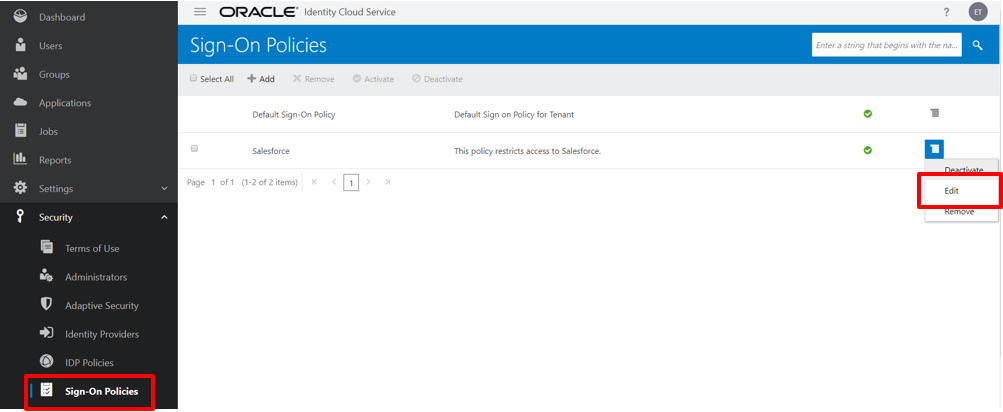 Dashboard
Users
Groups
Applications
Jobs
Reports
Settings
Security
Terms of Use
Administrators
Adaptive Security
Identity Providers
IDP Policies
Sign-On Policies
ORACLE® Identity Cloud Service
? ET
Sign-On Policies
Enter a string that begins with the na...
Select All Add Remove Activate Deactivate
Default Sign-On Policy Default Sign on Policy for Tenant
Salesforce This policy restricts access to Salesforce.
Deactivate
Edit
Remove
Page 1 of 1 (1-2 of 2 items) 1